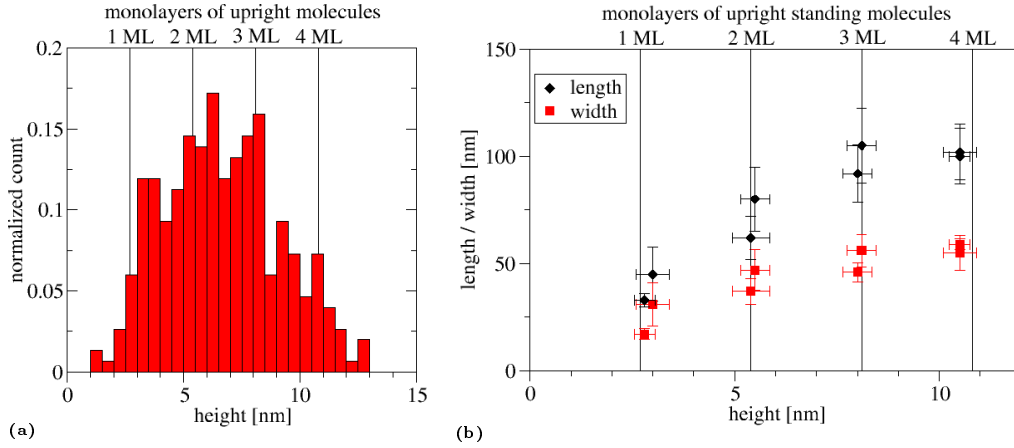 monolayers of upright molecules
1 ML 2 ML 3 ML 4 ML
0.2
0.15
0.1
0.05
0
normalized count
0 5 10 15
height [nm]
(a)
monolayers of upright standing molecules
1 ML 2 ML 3 ML 4 ML
150
100
50
0
length / width [nm]
length
width
0 5 10
height [nm]
(b)